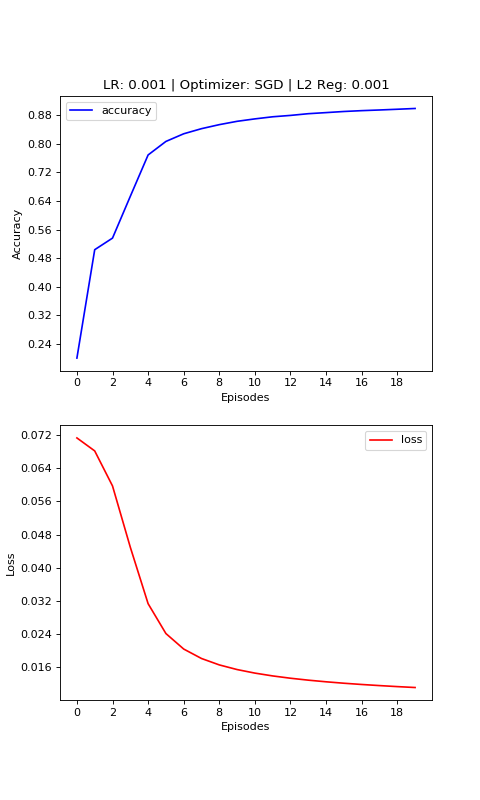 LR: 0.001 | Optimizer: SGD | L2 Reg: 0.001
accuracy
Accuracy
0.88
0.80
0.72
0.64
0.56
0.48
0.40
0.32
0.24
0 2 4 6 8 10 12 14 16 18
Episodes
loss
Loss
0.072
0.064
0.056
0.048
0.040
0.032
0.024
0.016
0 2 4 6 8 10 12 14 16 18
Episodes